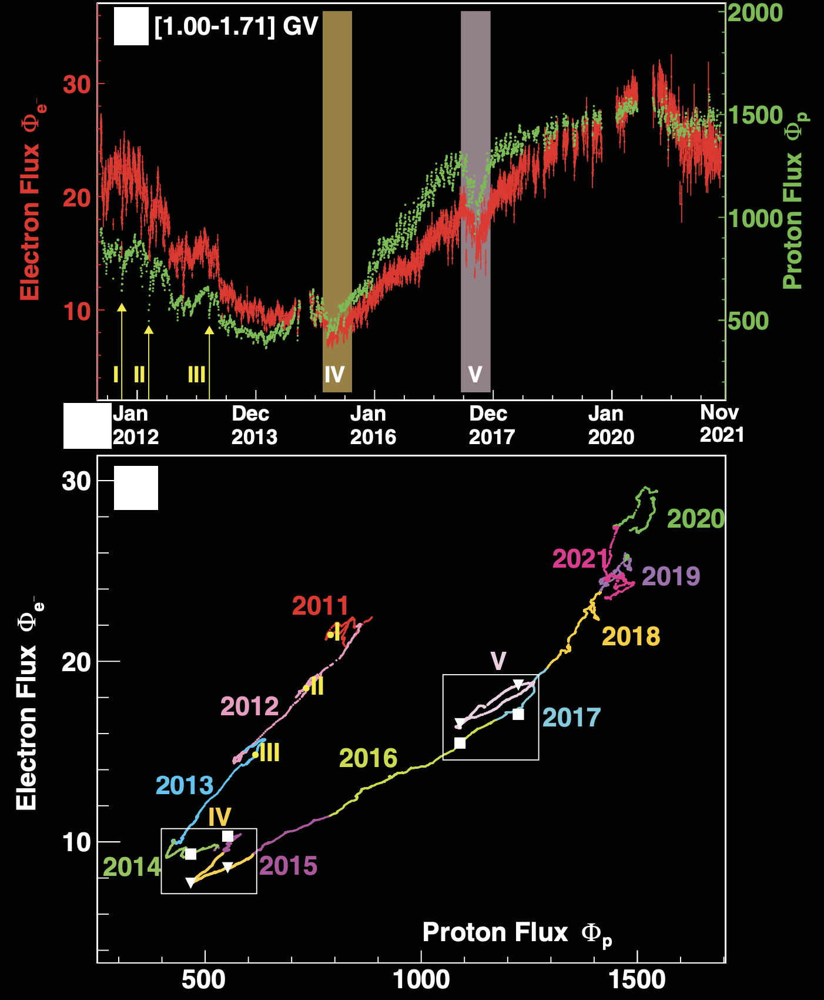 [1.00-1.71] GV
2000
30
1500
20
1000
10
500
Electron Flux Φe⁻
Proton Flux Φp
I
II
III
IV
V
Jan
2012
Dec
2013
Jan
2016
Dec
2017
Jan
2020
Nov
2021
30
20
10
Electron Flux Φe⁻
2020
2021
2019
2011
I
2018
V
II
2012
2017
III
2016
2013
IV
2014
2015
Proton Flux Φp
500
1000
1500